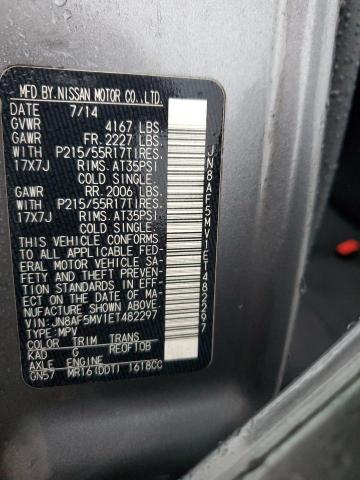 MFD BY.NISSAN MOTOR CO.,LTD.
DATE 7/14
GVWR 4167 LBS.
GAWR FR. 2227 LBS.
WITH P215/55R17TIRES.
17X7J RIMS.AT35PSI
COLD SINGLE.
GAWR RR. 2006 LBS.
WITH P215/55R17TIRES.
17X7J RIMS.AT35PSI
COLD SINGLE.
THIS VEHICLE CONFORMS
TO ALL APPLICABLE FED-
ERAL MOTOR VEHICLE SA-
FETY AND THEFT PREVENTI-
ON STANDARDS IN EFF-
ECT ON THE DATE OF MA-
NUFACTURE SHOWN ABOVE
VIN:JN8AF5MV1ET482297
TYPE:MPV
COLOR TRIM TRANS
KAD G RE0F10B
AXLE ENGINE
GN57 MR16(DDT) 1618CC
JN8AF5MV1ET482297